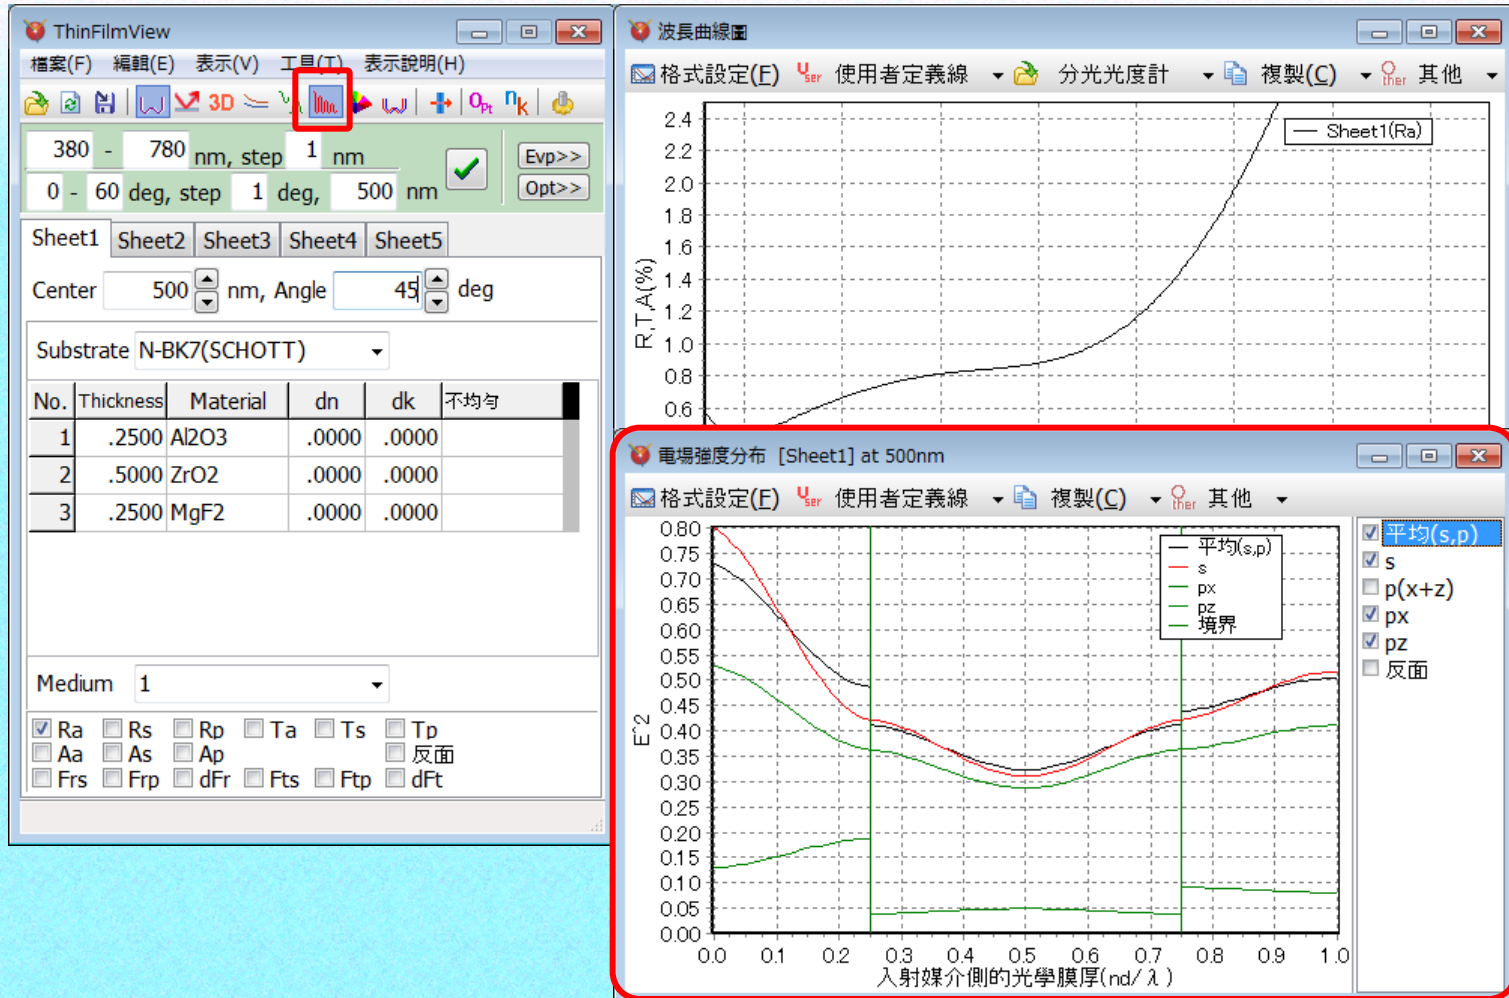 ThinFilmView
檔案(F) 編輯(E) 表示(V) 工具(T) 表示說明(H)
3D Opt nk
380 - 780 nm, step 1 nm
Evp>>
0 - 60 deg, step 1 deg, 500 nm
Opt>>
Sheet1 Sheet2 Sheet3 Sheet4 Sheet5
Center 500 nm, Angle 45 deg
Substrate N-BK7(SCHOTT)
No. Thickness Material dn dk 不均勻
1 .2500 Al2O3 .0000 .0000
2 .5000 ZrO2 .0000 .0000
3 .2500 MgF2 .0000 .0000
Medium 1
Ra Rs Rp Ta Ts Tp
Aa As Ap 反面
Frs Frp dFr Fts Ftp dFt
波長曲線圖
格式設定(F) User 使用者定義線 分光光度計 複製(C) Other 其他
2.4
2.2
2.0
1.8
1.6
1.4
1.2
1.0
0.8
0.6
R,T,A(%)
Sheet1(Ra)
電場強度分布 [Sheet1] at 500nm
格式設定(F) User 使用者定義線 複製(C) Other 其他
0.80
0.75
0.70
0.65
0.60
0.55
0.50
0.45
0.40
0.35
0.30
0.25
0.20
0.15
0.10
0.05
0.00
E^2
平均(s,p)
s
px
pz
境界
0.0 0.1 0.2 0.3 0.4 0.5 0.6 0.7 0.8 0.9 1.0
入射媒介側的光學膜厚(nd/λ)
平均(s,p)
s
p(x+z)
px
pz
反面